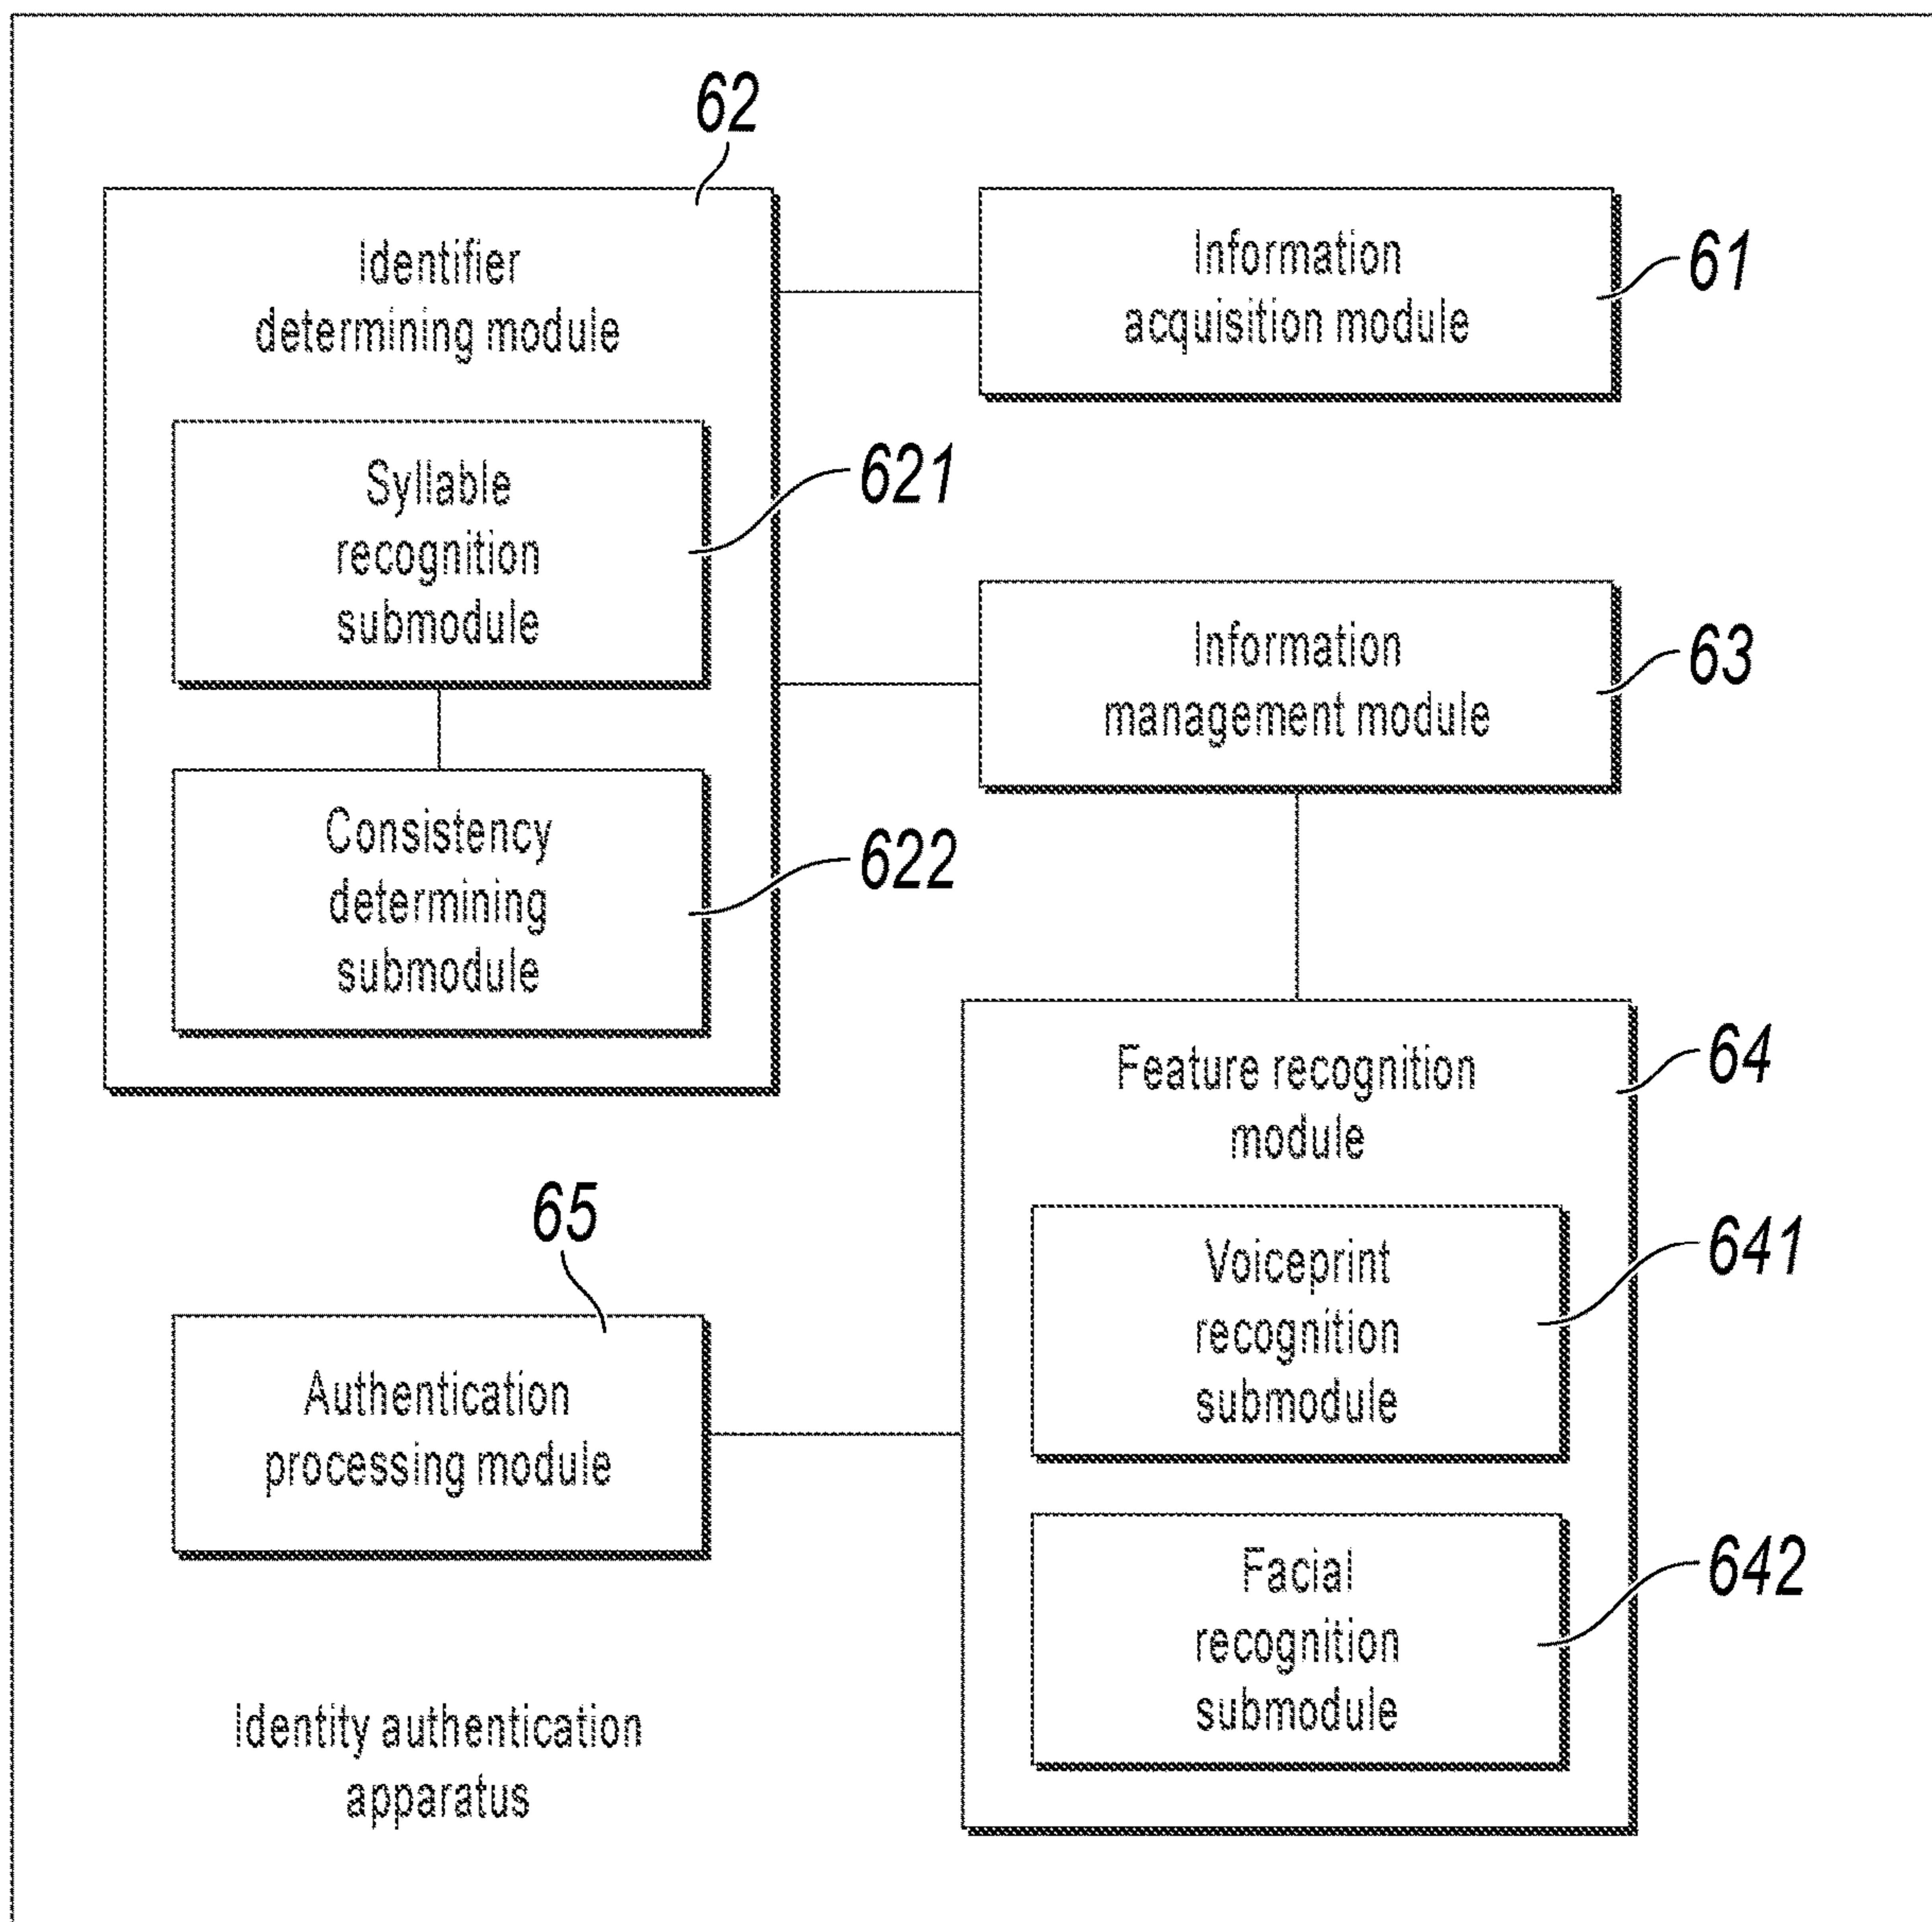 62
Identifier
determining module
Information
acquisition module
61
Syllable
recognition
submodule
621
Information
management module
63
Consistency
determining
submodule
622
Feature recognition
module
64
65
Authentication
processing module
Voiceprint
recognition
submodule
641
Facial
recognition
submodule
642
Identity authentication
apparatus